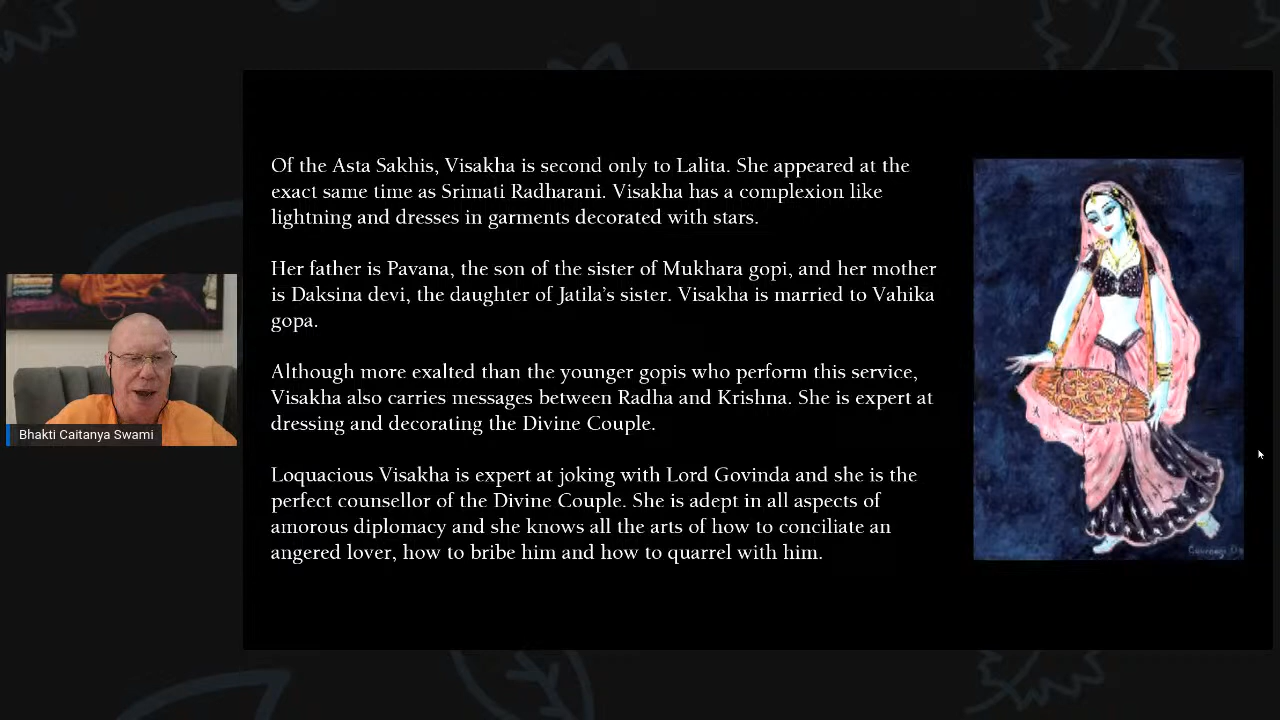 Of the Asta Sakhis, Visakha is second only to Lalita. She appeared at the
exact same time as Srimati Radharani. Visakha has a complexion like
lightning and dresses in garments decorated with stars.
Her father is Pavana, the son of the sister of Mukhara gopi, and her mother
is Daksina devi, the daughter of Jatila’s sister. Visakha is married to Vahika
gopa.
Although more exalted than the younger gopis who perform this service,
Visakha also carries messages between Radha and Krishna. She is expert at
dressing and decorating the Divine Couple.
Loquacious Visakha is expert at joking with Lord Govinda and she is the
perfect counsellor of the Divine Couple. She is adept in all aspects of
amorous diplomacy and she knows all the arts of how to conciliate an
angered lover, how to bribe him and how to quarrel with him.
Bhakti Caitanya Swami